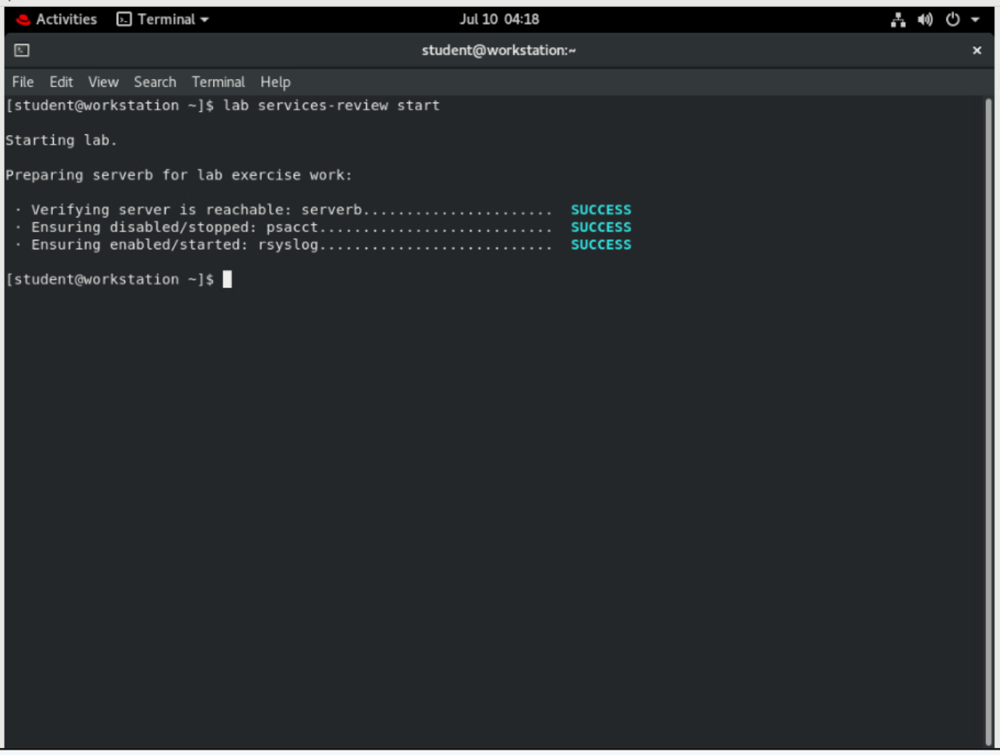 Activities Terminal Jul 10 04:18
student@workstation:~ ×
File Edit View Search Terminal Help
[student@workstation ~]$ lab services-review start
Starting lab.
Preparing serverb for lab exercise work:
· Verifying server is reachable: serverb...................... SUCCESS
· Ensuring disabled/stopped: psacct........................... SUCCESS
· Ensuring enabled/started: rsyslog........................... SUCCESS
[student@workstation ~]$